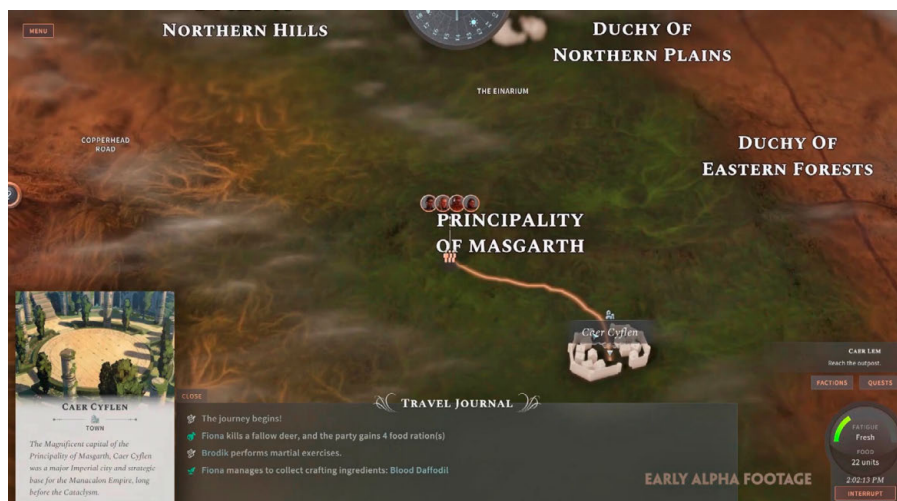 MENU
NORTHERN HILLS
DUCHY OF
NORTHERN PLAINS
THE EINARIUM
COPPERHEAD
ROAD
DUCHY OF
EASTERN FORESTS
PRINCIPALITY
OF MASGARTH
Caer Cyflen
CAER LEM
Reach the outpost.
FACTIONS
QUESTS
CLOSE
TRAVEL JOURNAL
The journey begins!
Fiona kills a fallow deer, and the party gains 4 food ration(s)
Brodik performs martial exercises.
Fiona manages to collect crafting ingredients: Blood Daffodil
CAER CYFLEN
TOWN
The Magnificent capital of the
Principality of Masgarth, Caer Cyflen
was a major Imperial city and strategic
base for the Manacalon Empire, long
before the Cataclysm.
EARLY ALPHA FOOTAGE
FATIGUE
Fresh
FOOD
22 units
2:02:13 PM
INTERRUPT